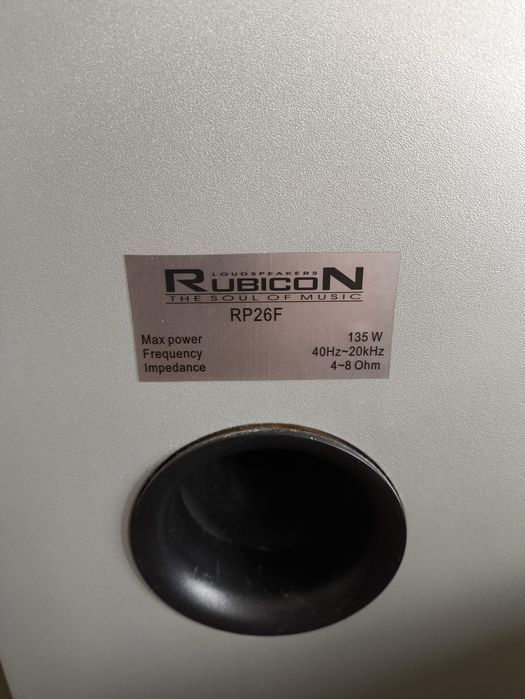 LOUDSPEAKERS
RUBICON
THE SOUL OF MUSIC
RP26F
Max power 135 W
Frequency 40Hz~20kHz
Impedance 4~8 Ohm